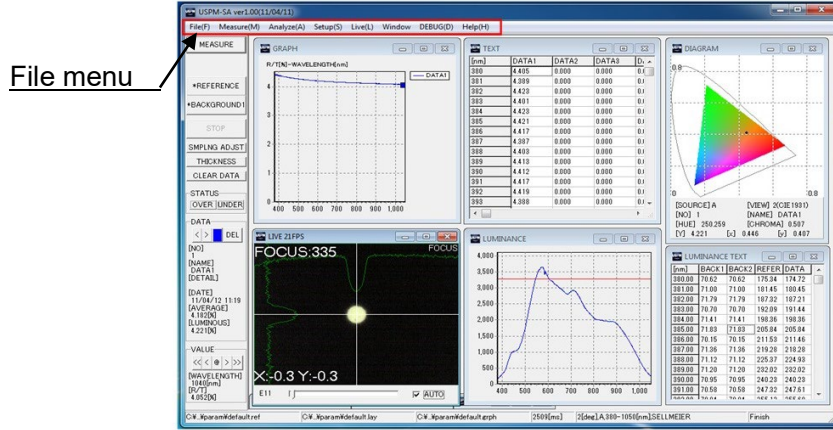 USPM-SA ver1.00(11/04/11)
File(F) Measure(M) Analyze(A) Setup(S) Live(L) Window DEBUG(D) Help(H)
File menu
MEASURE
*REFERENCE
*BACKGROUND1
STOP
SMPLNG ADJST
THICKNESS
CLEAR DATA
STATUS
OVER UNDER
DATA
< > DEL
[NO]
1
[NAME]
DATA1
[DETAIL]
[DATE]
11/04/12 11:19
[AVERAGE]
4.182[%]
[LUMINOUS]
4.221[%]
VALUE
<< < > >>
[WAVELENGTH]
1040[nm]
[R/T]
4.052[%]
GRAPH
R/T[%]-WAVELENGTH[nm]
DATA1
4
3
2
1
0
400 500 600 700 800 900 1,000
TEXT
[nm] DATA1 DATA2 DATA3
380 4.405 0.000 0.000
381 4.399 0.000 0.000
382 4.423 0.000 0.000
383 4.401 0.000 0.000
384 4.423 0.000 0.000
385 4.421 0.000 0.000
386 4.417 0.000 0.000
387 4.387 0.000 0.000
388 4.403 0.000 0.000
389 4.413 0.000 0.000
390 4.412 0.000 0.000
391 4.417 0.000 0.000
392 4.419 0.000 0.000
393 4.388 0.000 0.000
DIAGRAM
0.8
0 0.8
[SOURCE] A [VIEW] 2(CIE1931)
[NO] 1 [NAME] DATA1
[HUE] 250.259 [CHROMA] 0.507
[Y] 4.221 [x] 0.446 [y] 0.407
LIVE 21FPS
FOCUS:335
FOCUS
X:-0.3 Y:-0.3
E11
AUTO
LUMINANCE
4,000
3,500
3,000
2,500
2,000
1,500
1,000
500
0
400 500 600 700 800 900 1,000
LUMINANCE TEXT
[nm] BACK1 BACK2 REFER DATA
380.00 70.62 70.62 175.34 174.72
381.00 71.00 71.00 181.45 180.45
382.00 71.79 71.79 187.32 187.21
383.00 70.70 70.70 192.09 191.44
384.00 71.41 71.41 198.36 198.36
385.00 71.83 71.83 205.84 205.84
386.00 70.15 70.15 211.53 211.46
387.00 71.36 71.36 219.28 218.28
388.00 71.12 71.12 225.37 224.93
389.00 71.20 71.20 232.02 232.02
390.00 70.95 70.95 240.23 240.23
391.00 70.58 70.58 247.32 247.61
C:¥..¥param¥default.ref C:¥..¥param¥default.lay C:¥..¥param¥default.grph 2509[ms] 2[deg],A,380-1050[nm],SELLMEIER Finish